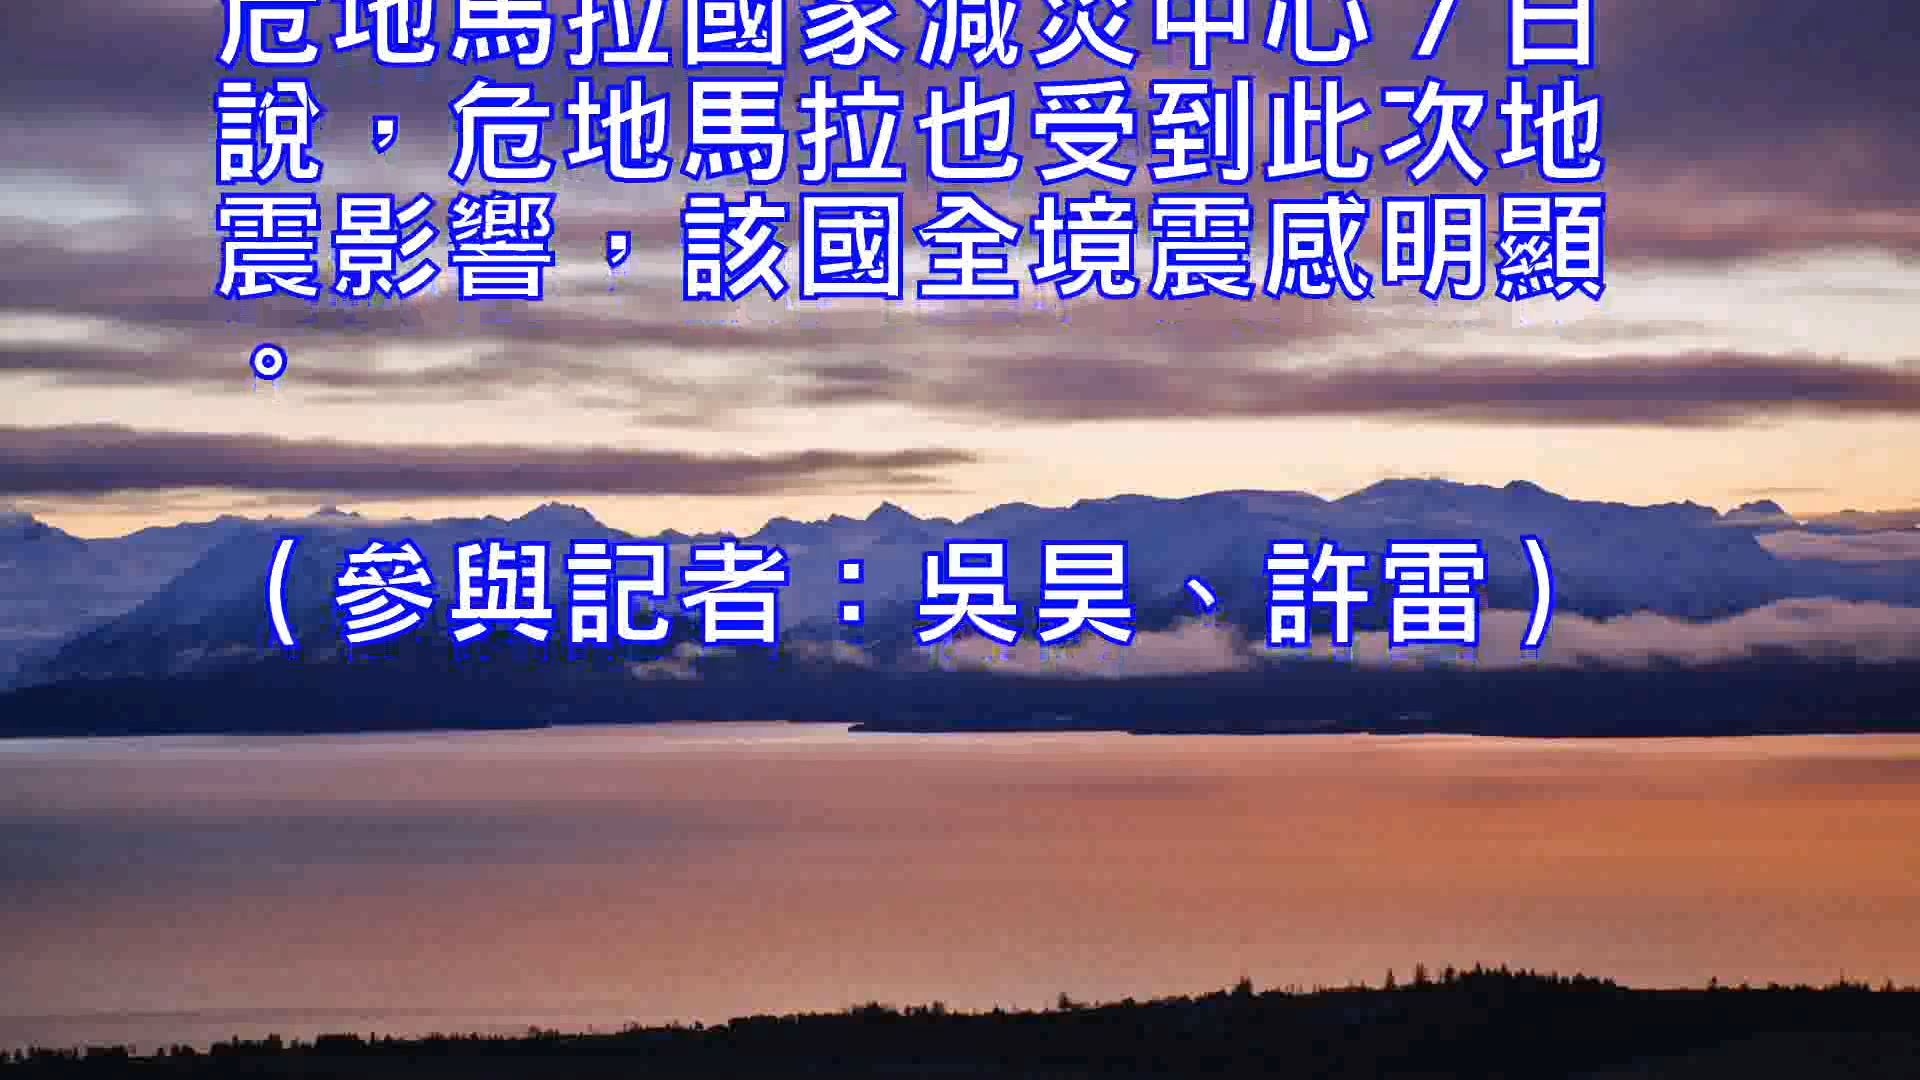 危地馬拉國家減災中心7日
說，危地馬拉也受到此次地
震影響，該國全境震感明顯
。
（參與記者：吳昊、許雷）